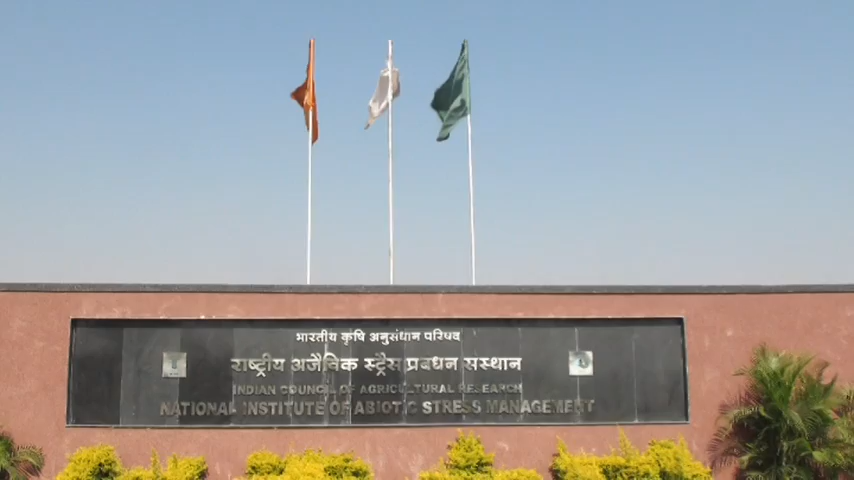 भारतीय कृषि अनुसंधान परिषद
राष्ट्रीय अजैविक स्ट्रैस प्रबंधन संस्थान
INDIAN COUNCIL OF AGRICULTURAL RESEARCH
NATIONAL INSTITUTE OF ABIOTIC STRESS MANAGEMENT